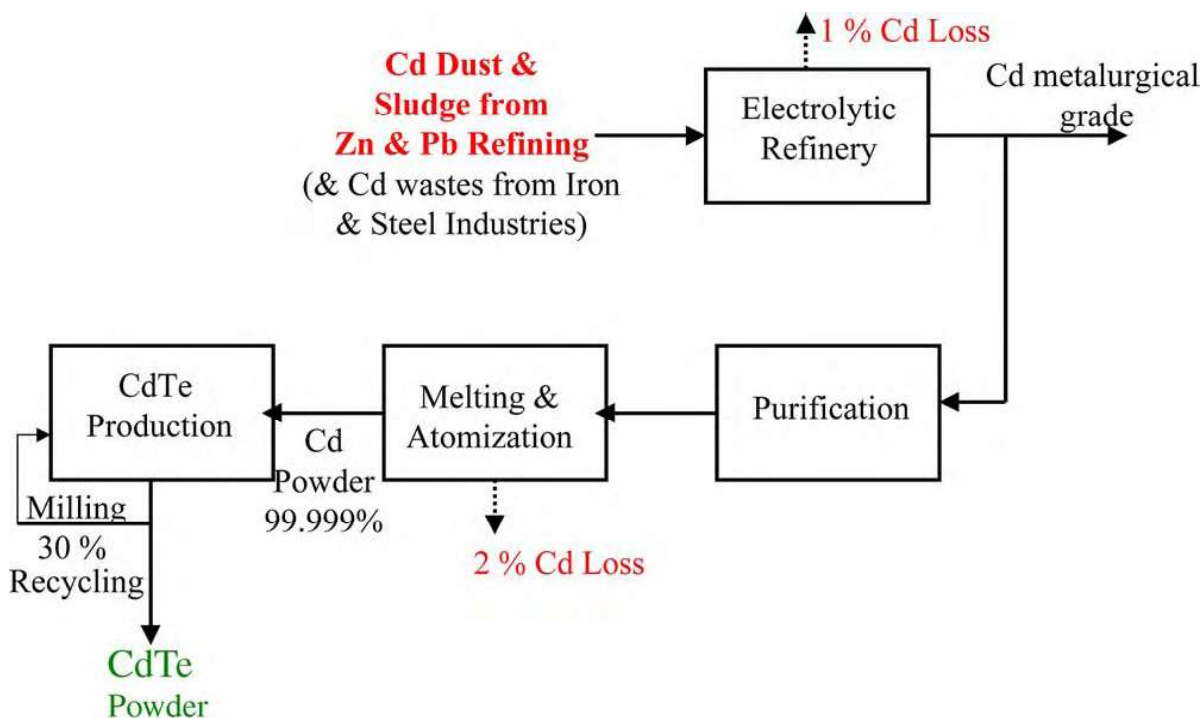 1 % Cd Loss
Cd Dust &
Sludge from
Zn & Pb Refining
(& Cd wastes from Iron
& Steel Industries)
Electrolytic
Refinery
Cd metalurgical
grade
CdTe
Production
Cd
Powder
99.999%
Melting &
Atomization
Purification
Milling
30 %
Recycling
2 % Cd Loss
CdTe
Powder